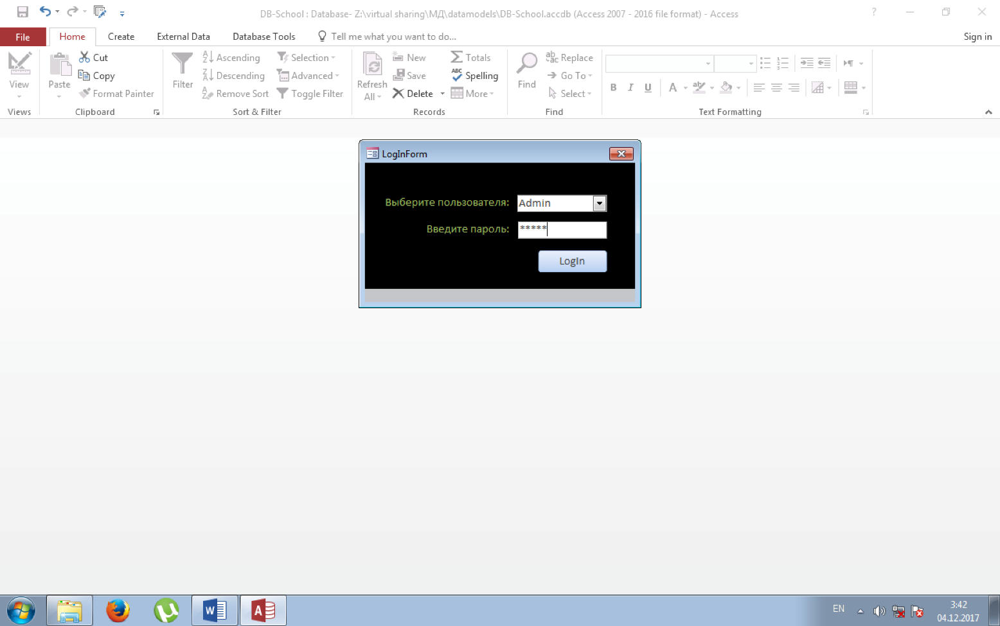 DB-School : Database- Z:\virtual sharing\МД\datamodels\DB-School.accdb (Access 2007 - 2016 file format) - Access
?
File Home Create External Data Database Tools Tell me what you want to do... Sign in
View
Views
Paste
Cut
Copy
Format Painter
Clipboard
Filter
Ascending
Descending
Remove Sort
Selection
Advanced
Toggle Filter
Sort & Filter
Refresh
All
New
Save
Delete
Totals
Spelling
More
Records
Find
Replace
Go To
Select
Find
B I U A
Text Formatting
LogInForm
Выберите пользователя: Admin
Введите пароль: *****
LogIn
EN
3:42
04.12.2017